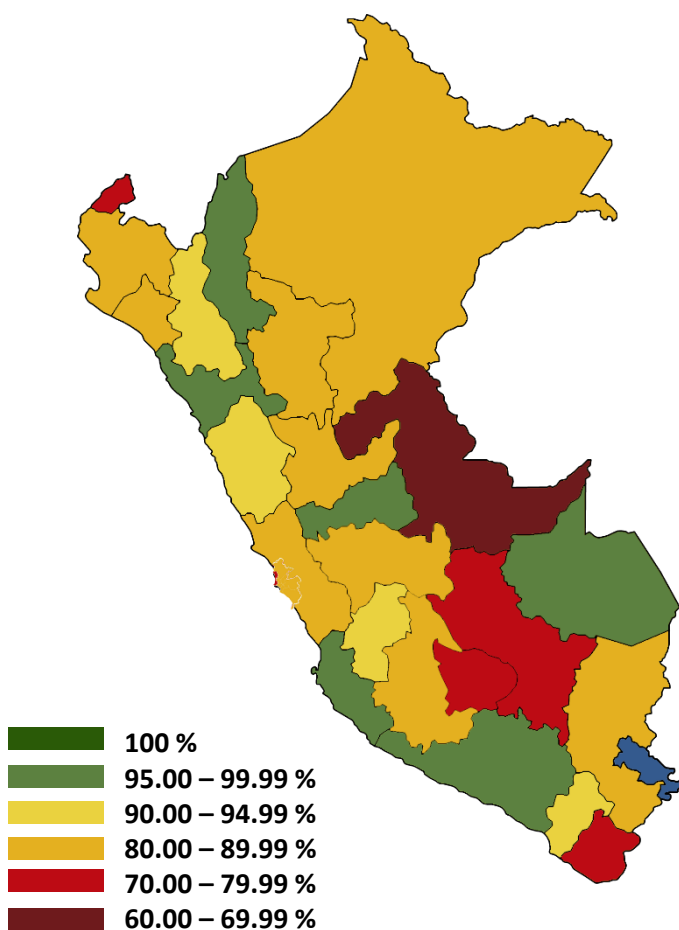 100 %
95.00 – 99.99 %
90.00 – 94.99 %
80.00 – 89.99 %
70.00 – 79.99 %
60.00 – 69.99 %